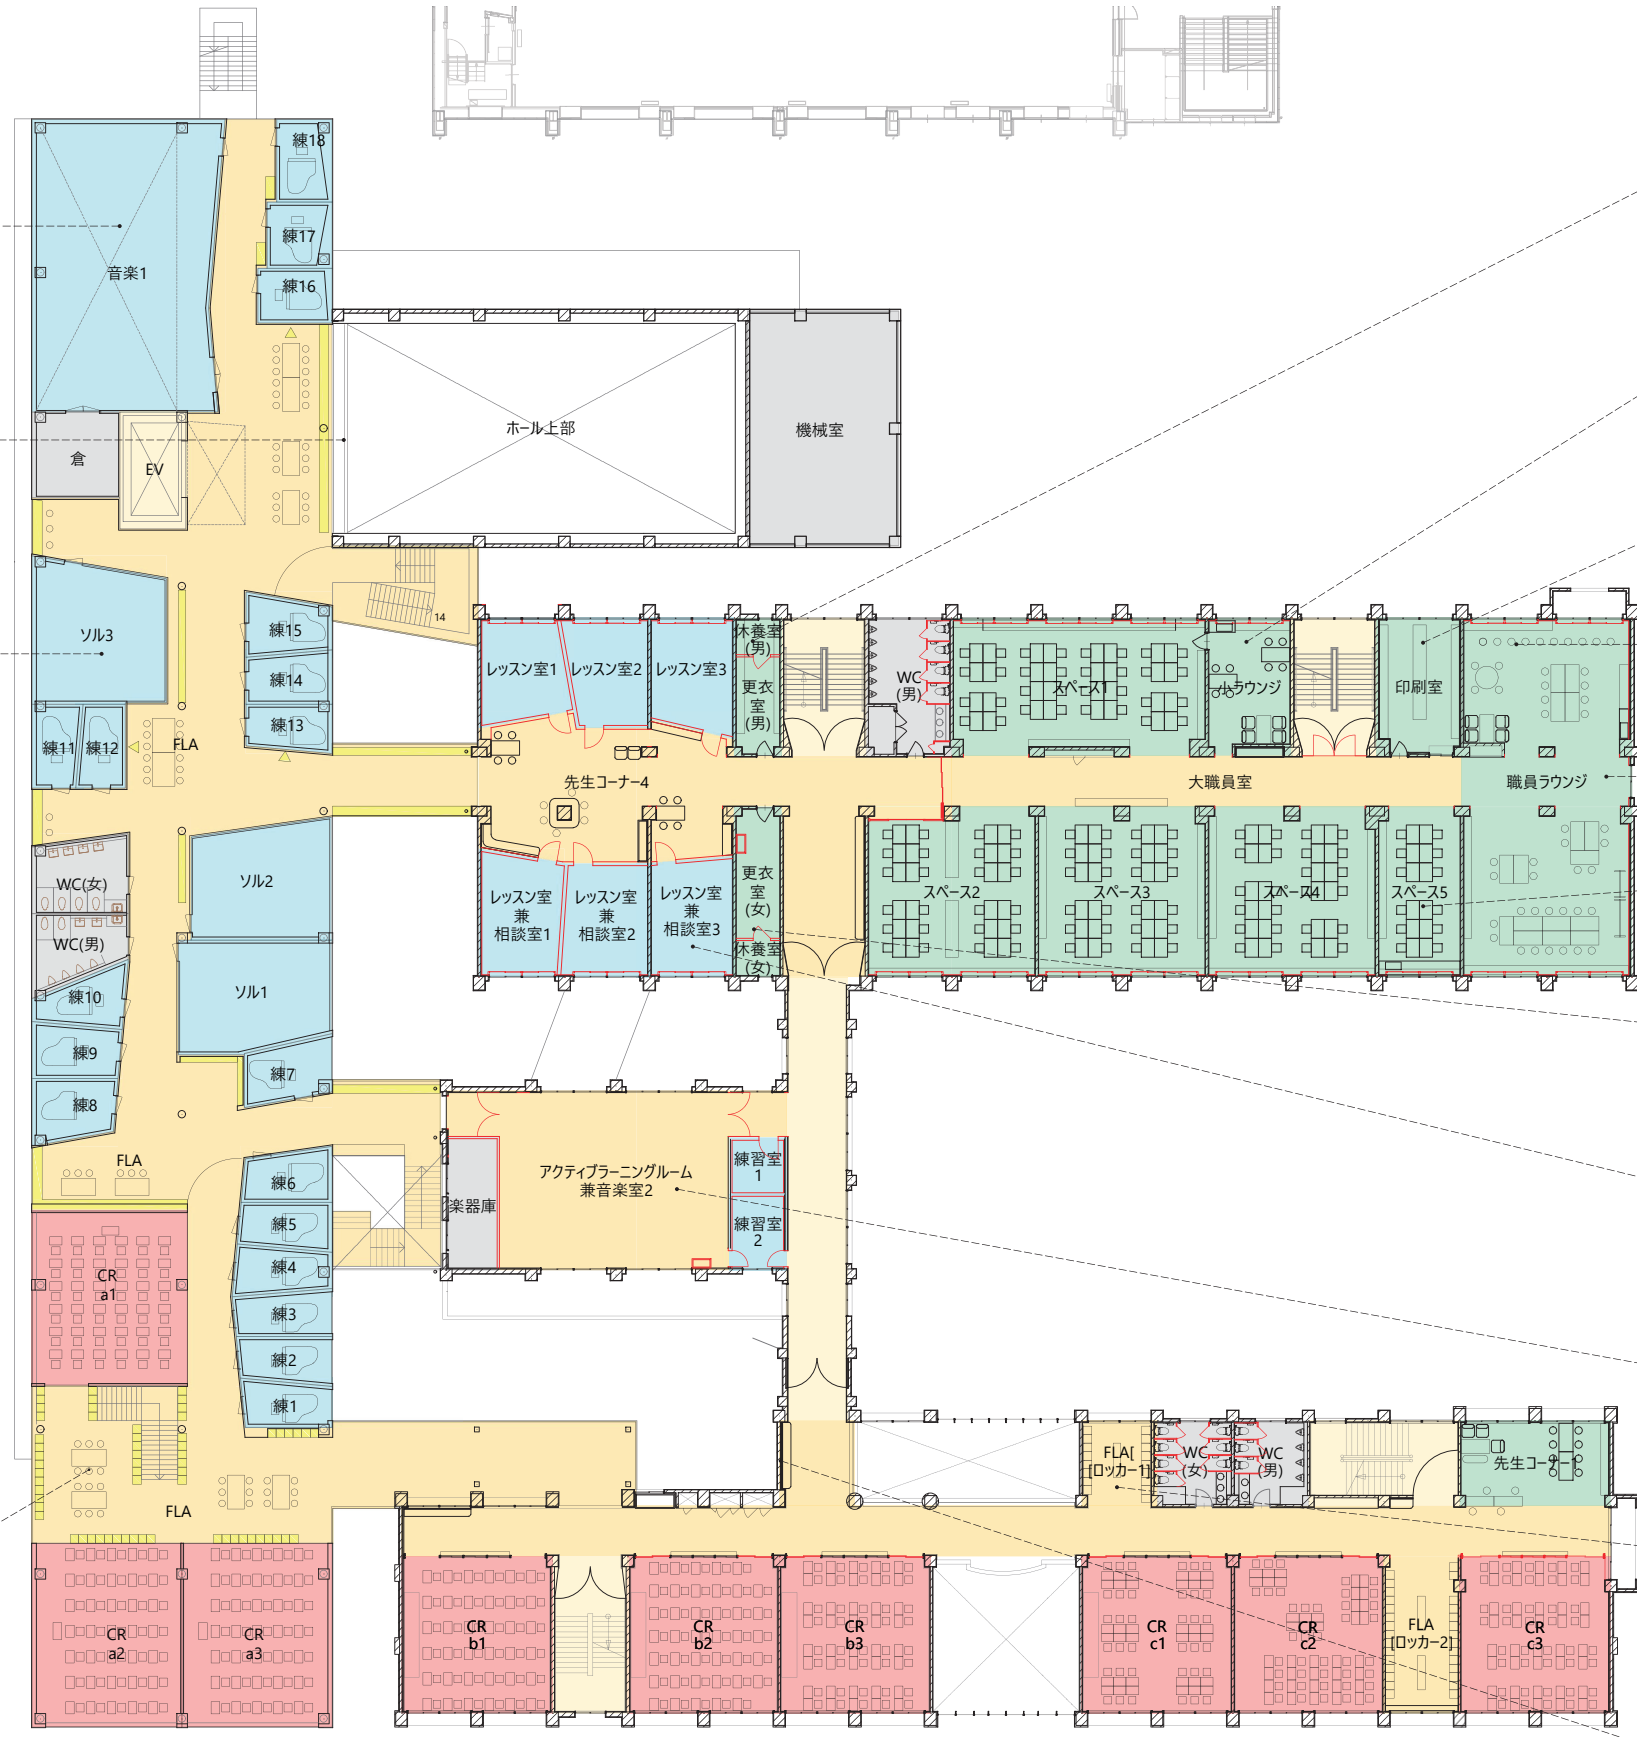 練18
練17
練16
音楽1
倉
EV
ホール上部
機械室
ソル3
練15
練14
練13
練11
練12
FLA
14
レッスン室1
レッスン室2
レッスン室3
休養室
(男)
更衣
室
(男)
WC
(男)
スペース1
小ラウンジ
印刷室
先生コーナー4
大職員室
職員ラウンジ
レッスン室
兼
相談室1
レッスン室
兼
相談室2
レッスン室
兼
相談室3
更衣
室
(女)
休養室
(女)
スペース2
スペース3
スペース4
スペース5
WC(女)
WC(男)
ソル2
ソル1
練10
練9
練8
練7
FLA
練6
練5
練4
練3
練2
練1
CR
a1
楽器庫
アクティブラーニングルーム
兼音楽室2
練習室
1
練習室
2
FLA
CR
a2
CR
a3
FLA[
[ロッカー1]
WC
(女)
WC
(男)
先生コーナー1
CR
b1
CR
b2
CR
b3
CR
c1
CR
c2
FLA
[ロッカー2]
CR
c3